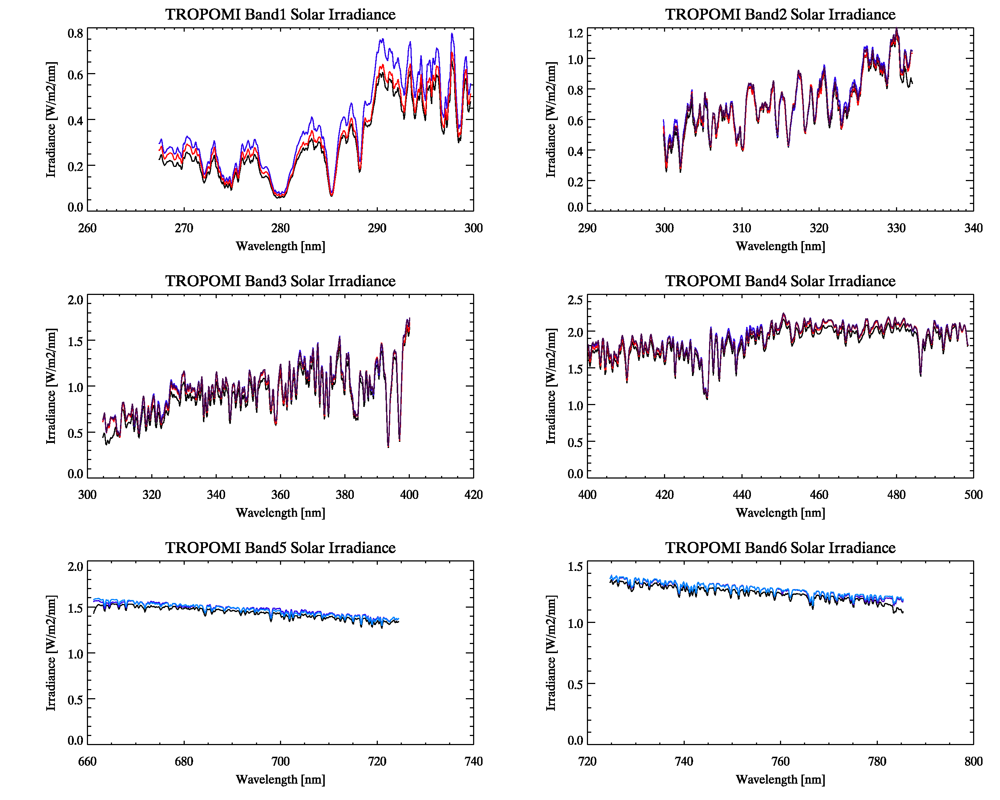 TROPOMI Band1 Solar Irradiance
0.8
0.6
0.4
0.2
0.0
Irradiance [W/m2/nm]
260 270 280 290 300
Wavelength [nm]
TROPOMI Band2 Solar Irradiance
1.2
1.0
0.8
0.6
0.4
0.2
0.0
Irradiance [W/m2/nm]
290 300 310 320 330 340
Wavelength [nm]
TROPOMI Band3 Solar Irradiance
2.0
1.5
1.0
0.5
0.0
Irradiance [W/m2/nm]
300 320 340 360 380 400 420
Wavelength [nm]
TROPOMI Band4 Solar Irradiance
2.5
2.0
1.5
1.0
0.5
0.0
Irradiance [W/m2/nm]
400 420 440 460 480 500
Wavelength [nm]
TROPOMI Band5 Solar Irradiance
2.0
1.5
1.0
0.5
0.0
Irradiance [W/m2/nm]
660 680 700 720 740
Wavelength [nm]
TROPOMI Band6 Solar Irradiance
1.5
1.0
0.5
0.0
Irradiance [W/m2/nm]
720 740 760 780 800
Wavelength [nm]